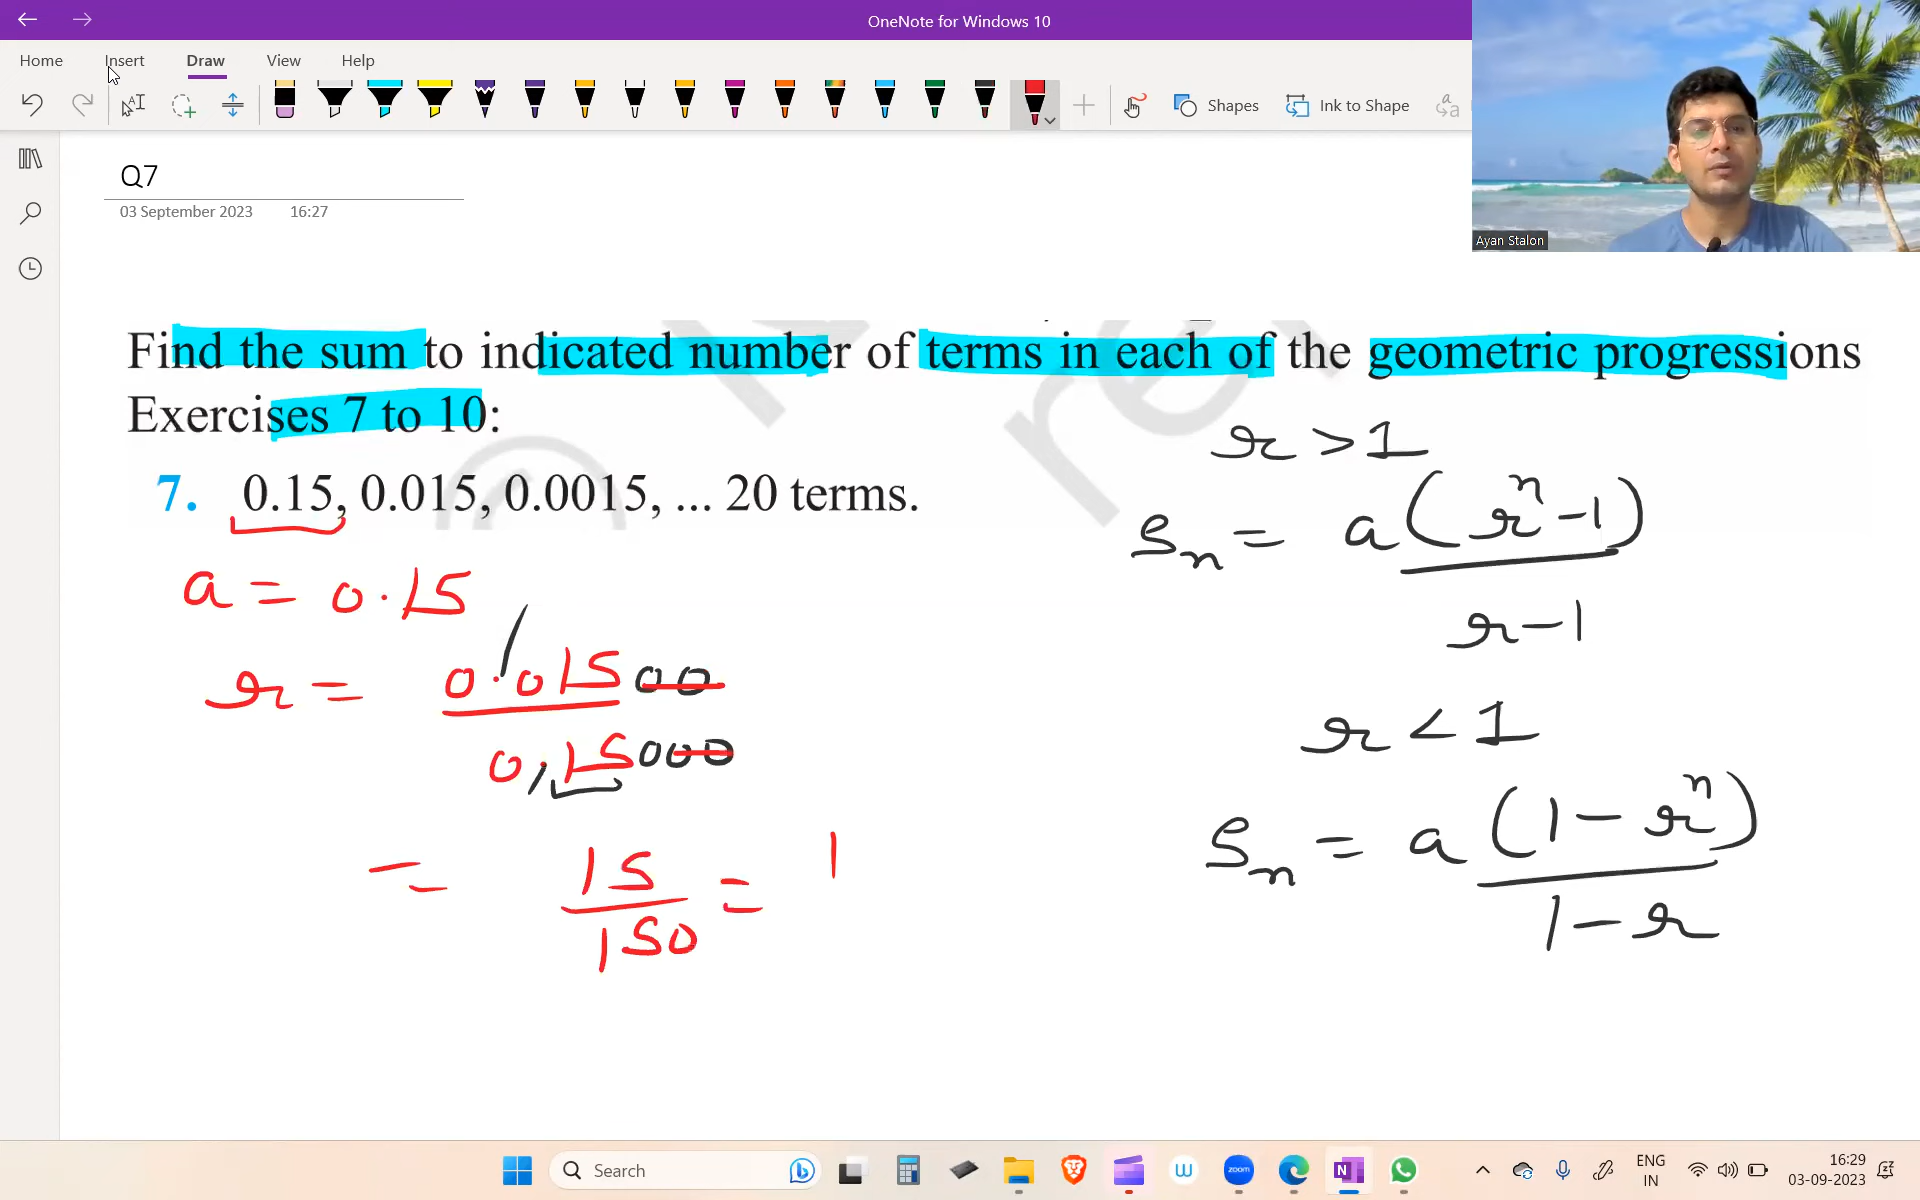 OneNote for Windows 10
Home Insert Draw View Help
Shapes Ink to Shape
Q7
03 September 2023 16:27
Ayan Stalon
Find the sum to indicated number of terms in each of the geometric progressions
Exercises 7 to 10:
7. 0.15, 0.015, 0.0015, ... 20 terms.
a = 0.15
r = 0.01500
0.15000
= 15 = 1
150
r > 1
Sn = a(r^n - 1)
r - 1
r < 1
Sn = a(1 - r^n)
1 - r
Search
zoom
ENG
IN
16:29
03-09-2023